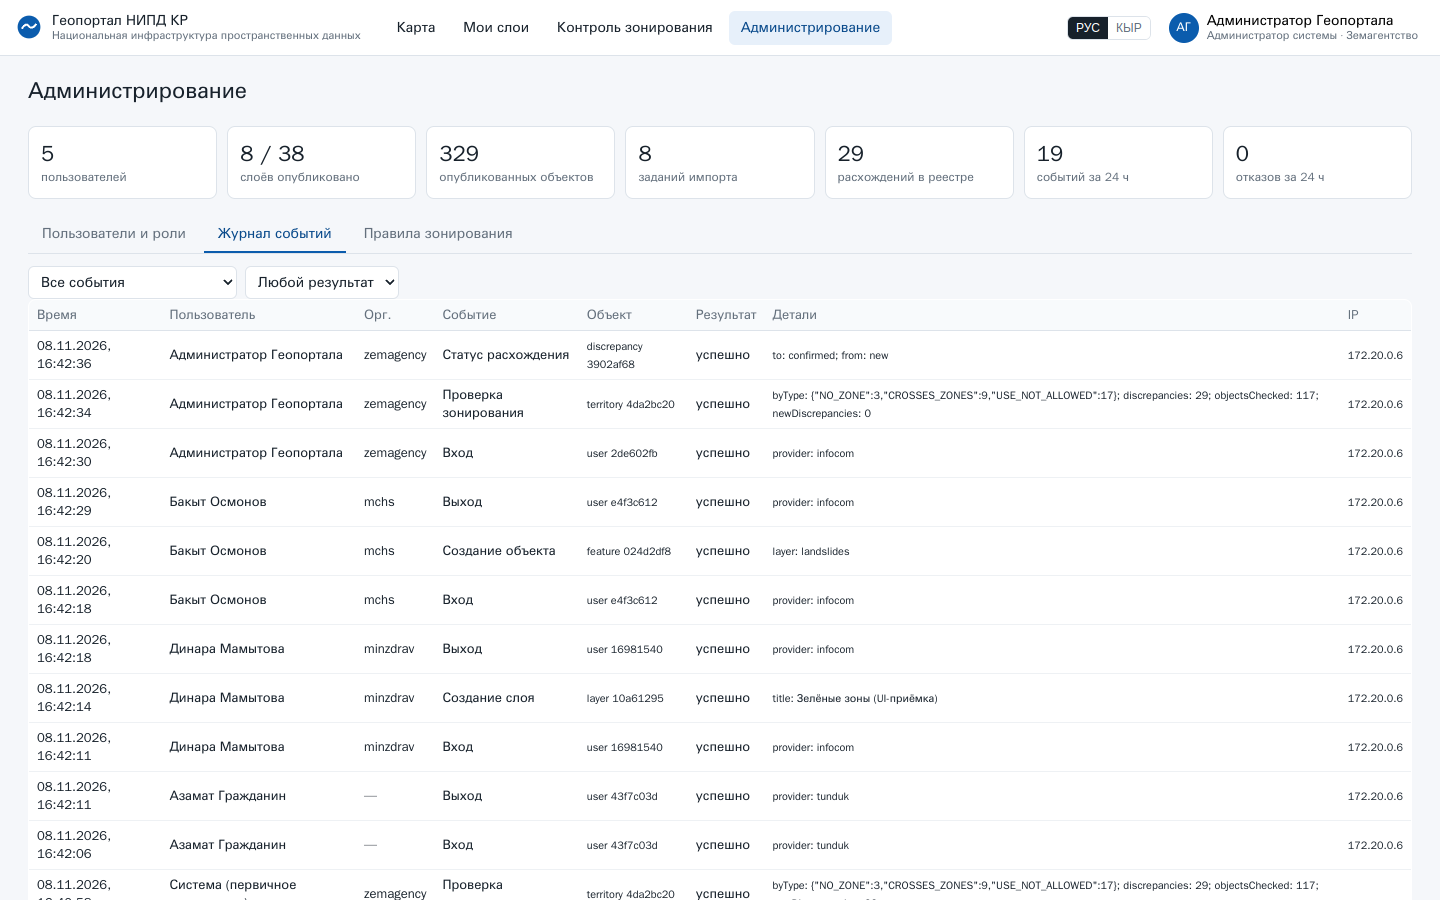 Геопортал НИПД КР
Национальная инфраструктура пространственных данных
Карта
Мои слои
Контроль зонирования
Администрирование
РУС
КЫР
АГ
Администратор Геопортала
Администратор системы · Земагентство
Администрирование
5
пользователей
8 / 38
слоёв опубликовано
329
опубликованных объектов
8
заданий импорта
29
расхождений в реестре
19
событий за 24 ч
0
отказов за 24 ч
Пользователи и роли
Журнал событий
Правила зонирования
Все события
Любой результат
Время Пользователь Орг. Событие Объект Результат Детали IP
08.11.2026, 16:42:36 Администратор Геопортала zemagency Статус расхождения discrepancy 3902af68 успешно to: confirmed; from: new 172.20.0.6
08.11.2026, 16:42:34 Администратор Геопортала zemagency Проверка зонирования territory 4da2bc20 успешно byType: {"NO_ZONE":3,"CROSSES_ZONES":9,"USE_NOT_ALLOWED":17}; discrepancies: 29; objectsChecked: 117; newDiscrepancies: 0 172.20.0.6
08.11.2026, 16:42:30 Администратор Геопортала zemagency Вход user 2de602fb успешно provider: infocom 172.20.0.6
08.11.2026, 16:42:29 Бакыт Осмонов mchs Выход user e4f3c612 успешно provider: infocom 172.20.0.6
08.11.2026, 16:42:20 Бакыт Осмонов mchs Создание объекта feature 024d2df8 успешно layer: landslides 172.20.0.6
08.11.2026, 16:42:18 Бакыт Осмонов mchs Вход user e4f3c612 успешно provider: infocom 172.20.0.6
08.11.2026, 16:42:18 Динара Мамытова minzdrav Выход user 16981540 успешно provider: infocom 172.20.0.6
08.11.2026, 16:42:14 Динара Мамытова minzdrav Создание слоя layer 10a61295 успешно title: Зелёные зоны (UI-приёмка) 172.20.0.6
08.11.2026, 16:42:11 Динара Мамытова minzdrav Вход user 16981540 успешно provider: infocom 172.20.0.6
08.11.2026, 16:42:11 Азамат Гражданин — Выход user 43f7c03d успешно provider: tunduk 172.20.0.6
08.11.2026, 16:42:06 Азамат Гражданин — Вход user 43f7c03d успешно provider: tunduk 172.20.0.6
08.11.2026, Система (первичное zemagency Проверка territory 4da2bc20 успешно byType: {"NO_ZONE":3,"CROSSES_ZONES":9,"USE_NOT_ALLOWED":17}; discrepancies: 29; objectsChecked: 117; 172.20.0.6